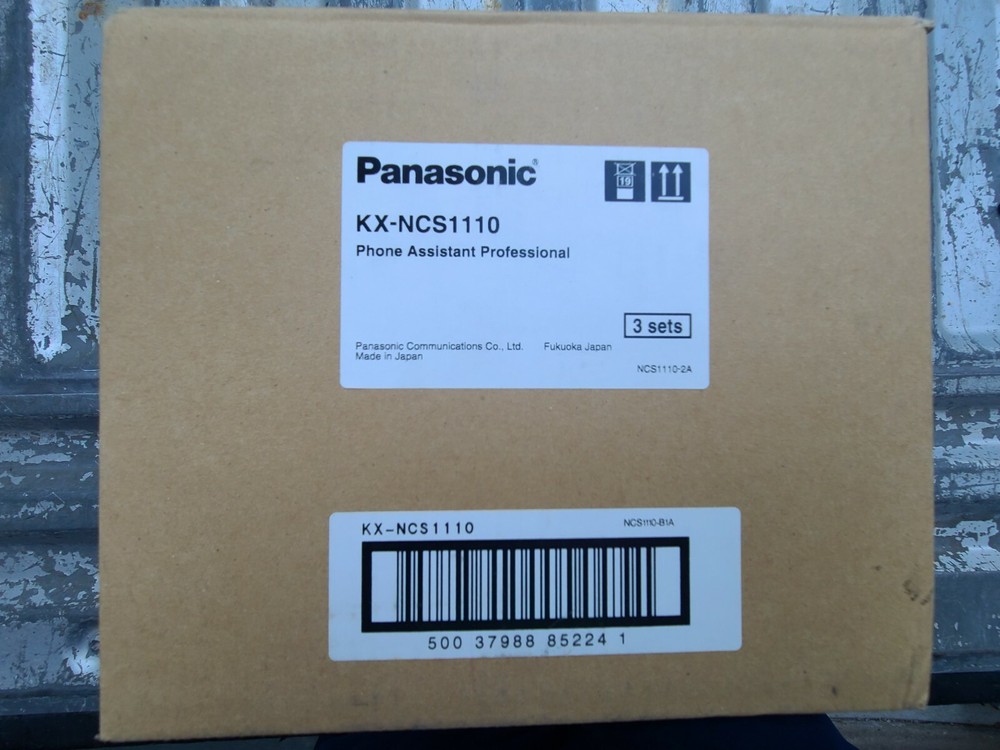 Panasonic®
19
KX-NCS1110
Phone Assistant Professional
3 sets
Panasonic Communications Co., Ltd. Fukuoka Japan
Made in Japan
NCS1110-2A
KX-NCS1110 NCS1110-B1A
500 37988 85224 1